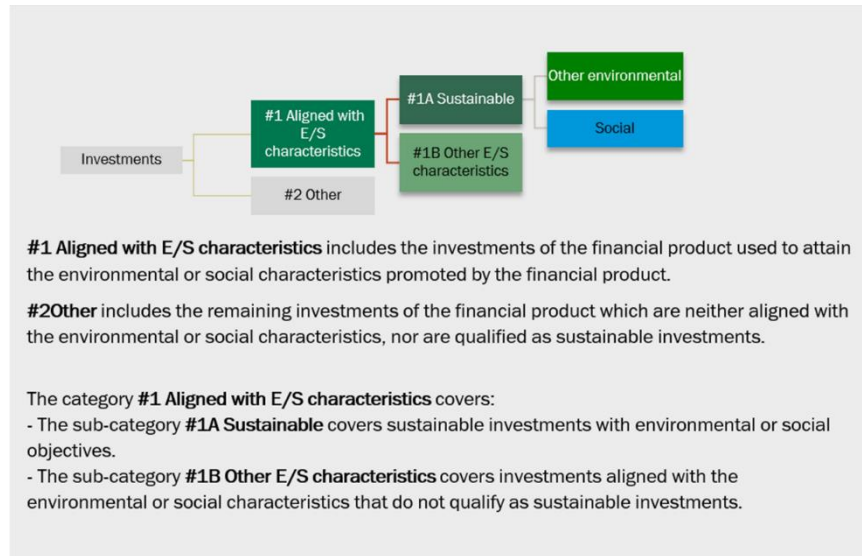 Other environmental
#1A Sustainable
#1 Aligned with
E/S
characteristics
Social
Investments
#1B Other E/S
characteristics
#2 Other
#1 Aligned with E/S characteristics includes the investments of the financial product used to attain
the environmental or social characteristics promoted by the financial product.
#2Other includes the remaining investments of the financial product which are neither aligned with
the environmental or social characteristics, nor are qualified as sustainable investments.
The category #1 Aligned with E/S characteristics covers:
- The sub-category #1A Sustainable covers sustainable investments with environmental or social
objectives.
- The sub-category #1B Other E/S characteristics covers investments aligned with the
environmental or social characteristics that do not qualify as sustainable investments.